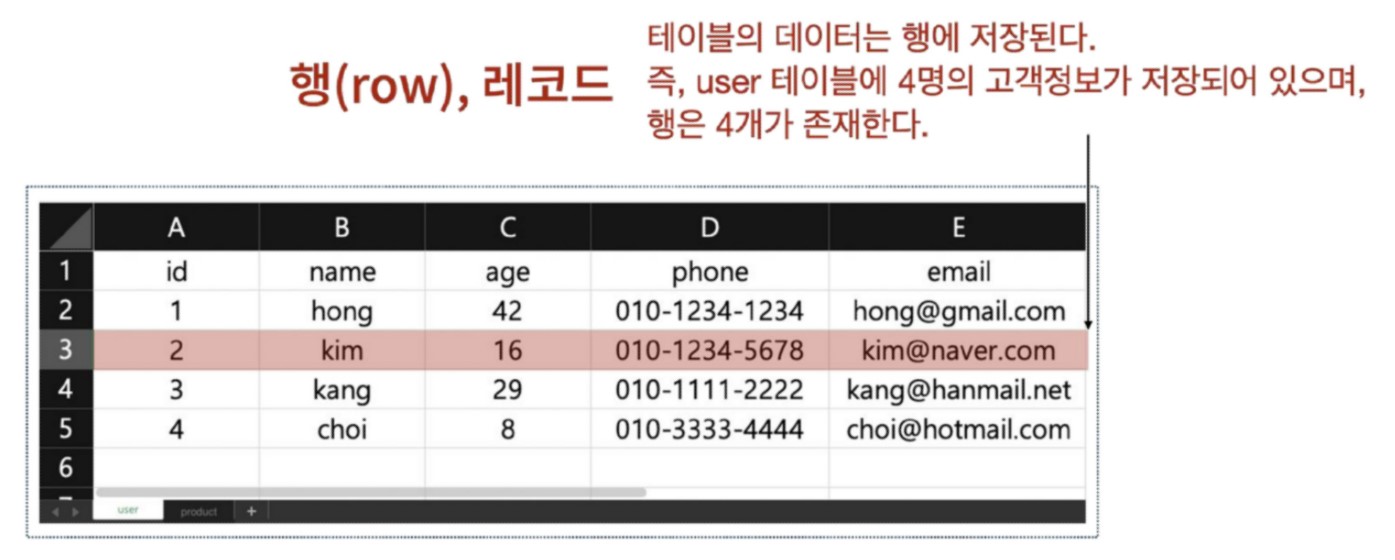 행(row), 레코드
테이블의 데이터는 행에 저장된다.
즉, user 테이블에 4명의 고객정보가 저장되어 있으며,
행은 4개가 존재한다.
A B C D E
1 id name age phone email
2 1 hong 42 010-1234-1234 hong@gmail.com
3 2 kim 16 010-1234-5678 kim@naver.com
4 3 kang 29 010-1111-2222 kang@hanmail.net
5 4 choi 8 010-3333-4444 choi@hotmail.com
6
user product +